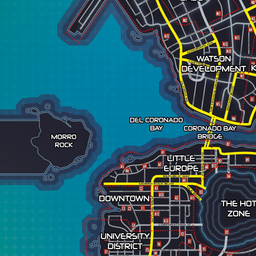 WATSON
DEVELOPMENT
DEL CORONADO
BAY
CORONADO BAY
BRIDGE
MORRO
ROCK
LITTLE
EUROPE
DOWNTOWN
THE HOT
ZONE
UNIVERSITY
DISTRICT